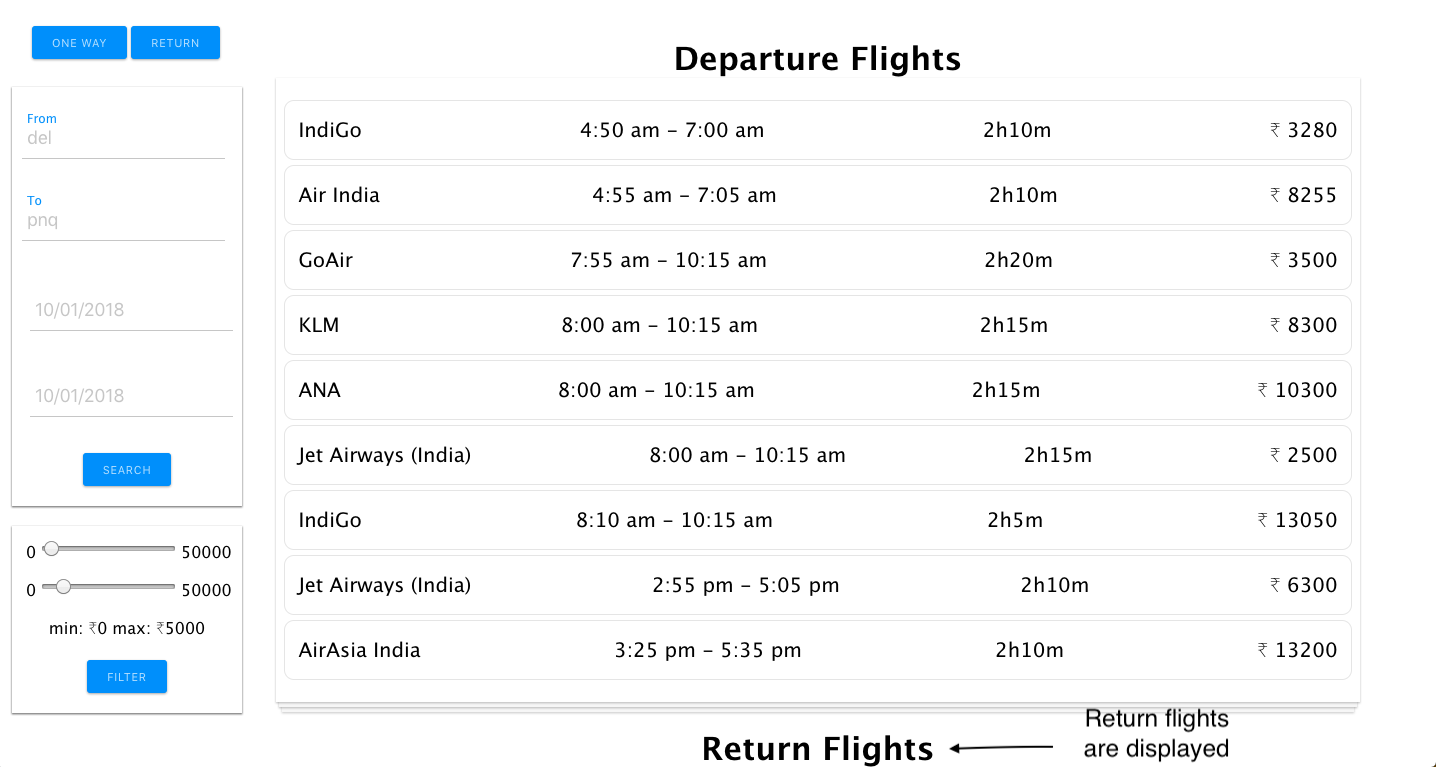 ONE WAY RETURN
From
del
To
pnq
10/01/2018
10/01/2018
SEARCH
0 50000
0 50000
min: ₹0 max: ₹5000
FILTER
Departure Flights
IndiGo 4:50 am – 7:00 am 2h10m ₹ 3280
Air India 4:55 am – 7:05 am 2h10m ₹ 8255
GoAir 7:55 am – 10:15 am 2h20m ₹ 3500
KLM 8:00 am – 10:15 am 2h15m ₹ 8300
ANA 8:00 am – 10:15 am 2h15m ₹ 10300
Jet Airways (India) 8:00 am – 10:15 am 2h15m ₹ 2500
IndiGo 8:10 am – 10:15 am 2h5m ₹ 13050
Jet Airways (India) 2:55 pm – 5:05 pm 2h10m ₹ 6300
AirAsia India 3:25 pm – 5:35 pm 2h10m ₹ 13200
Return Flights
Return flights
are displayed